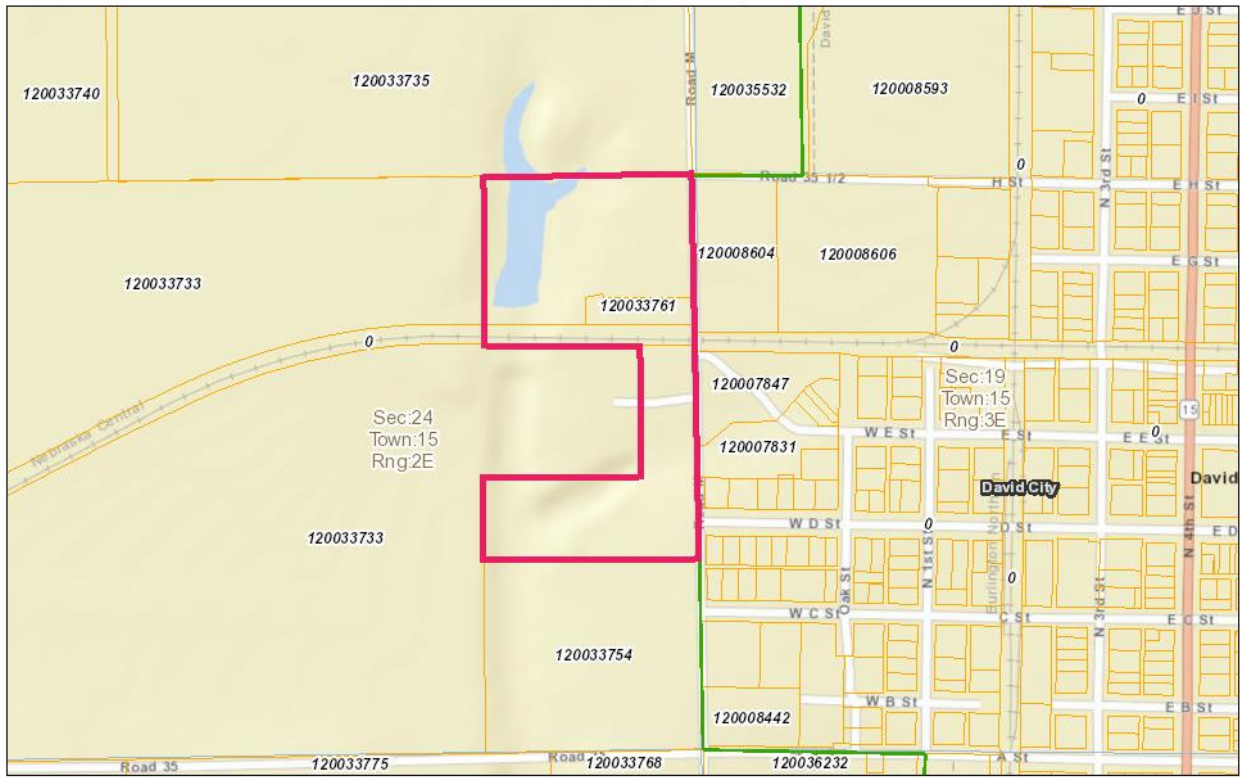 E J St
120033740
120033735
Road M
120035532
David
120008593
0
E I St
N 3rd St
Road 35 1/2
H St
0
E H St
120033733
120008604
120008606
E G St
120033761
0
0
Nebraska Central
Sec:24
Town:15
Rng:2E
120007847
Sec:19
Town:15
Rng:3E
15
W E St
E St
E E St
0
120007831
David City
David
120033733
W D St
0
D St
E D
N 4th St
N 1st St
Oak St
0
W C St
C St
E C St
N 3rd St
120033754
120008442
W B St
E B St
Road 35
120033775
Road
120033768
120036232
A St